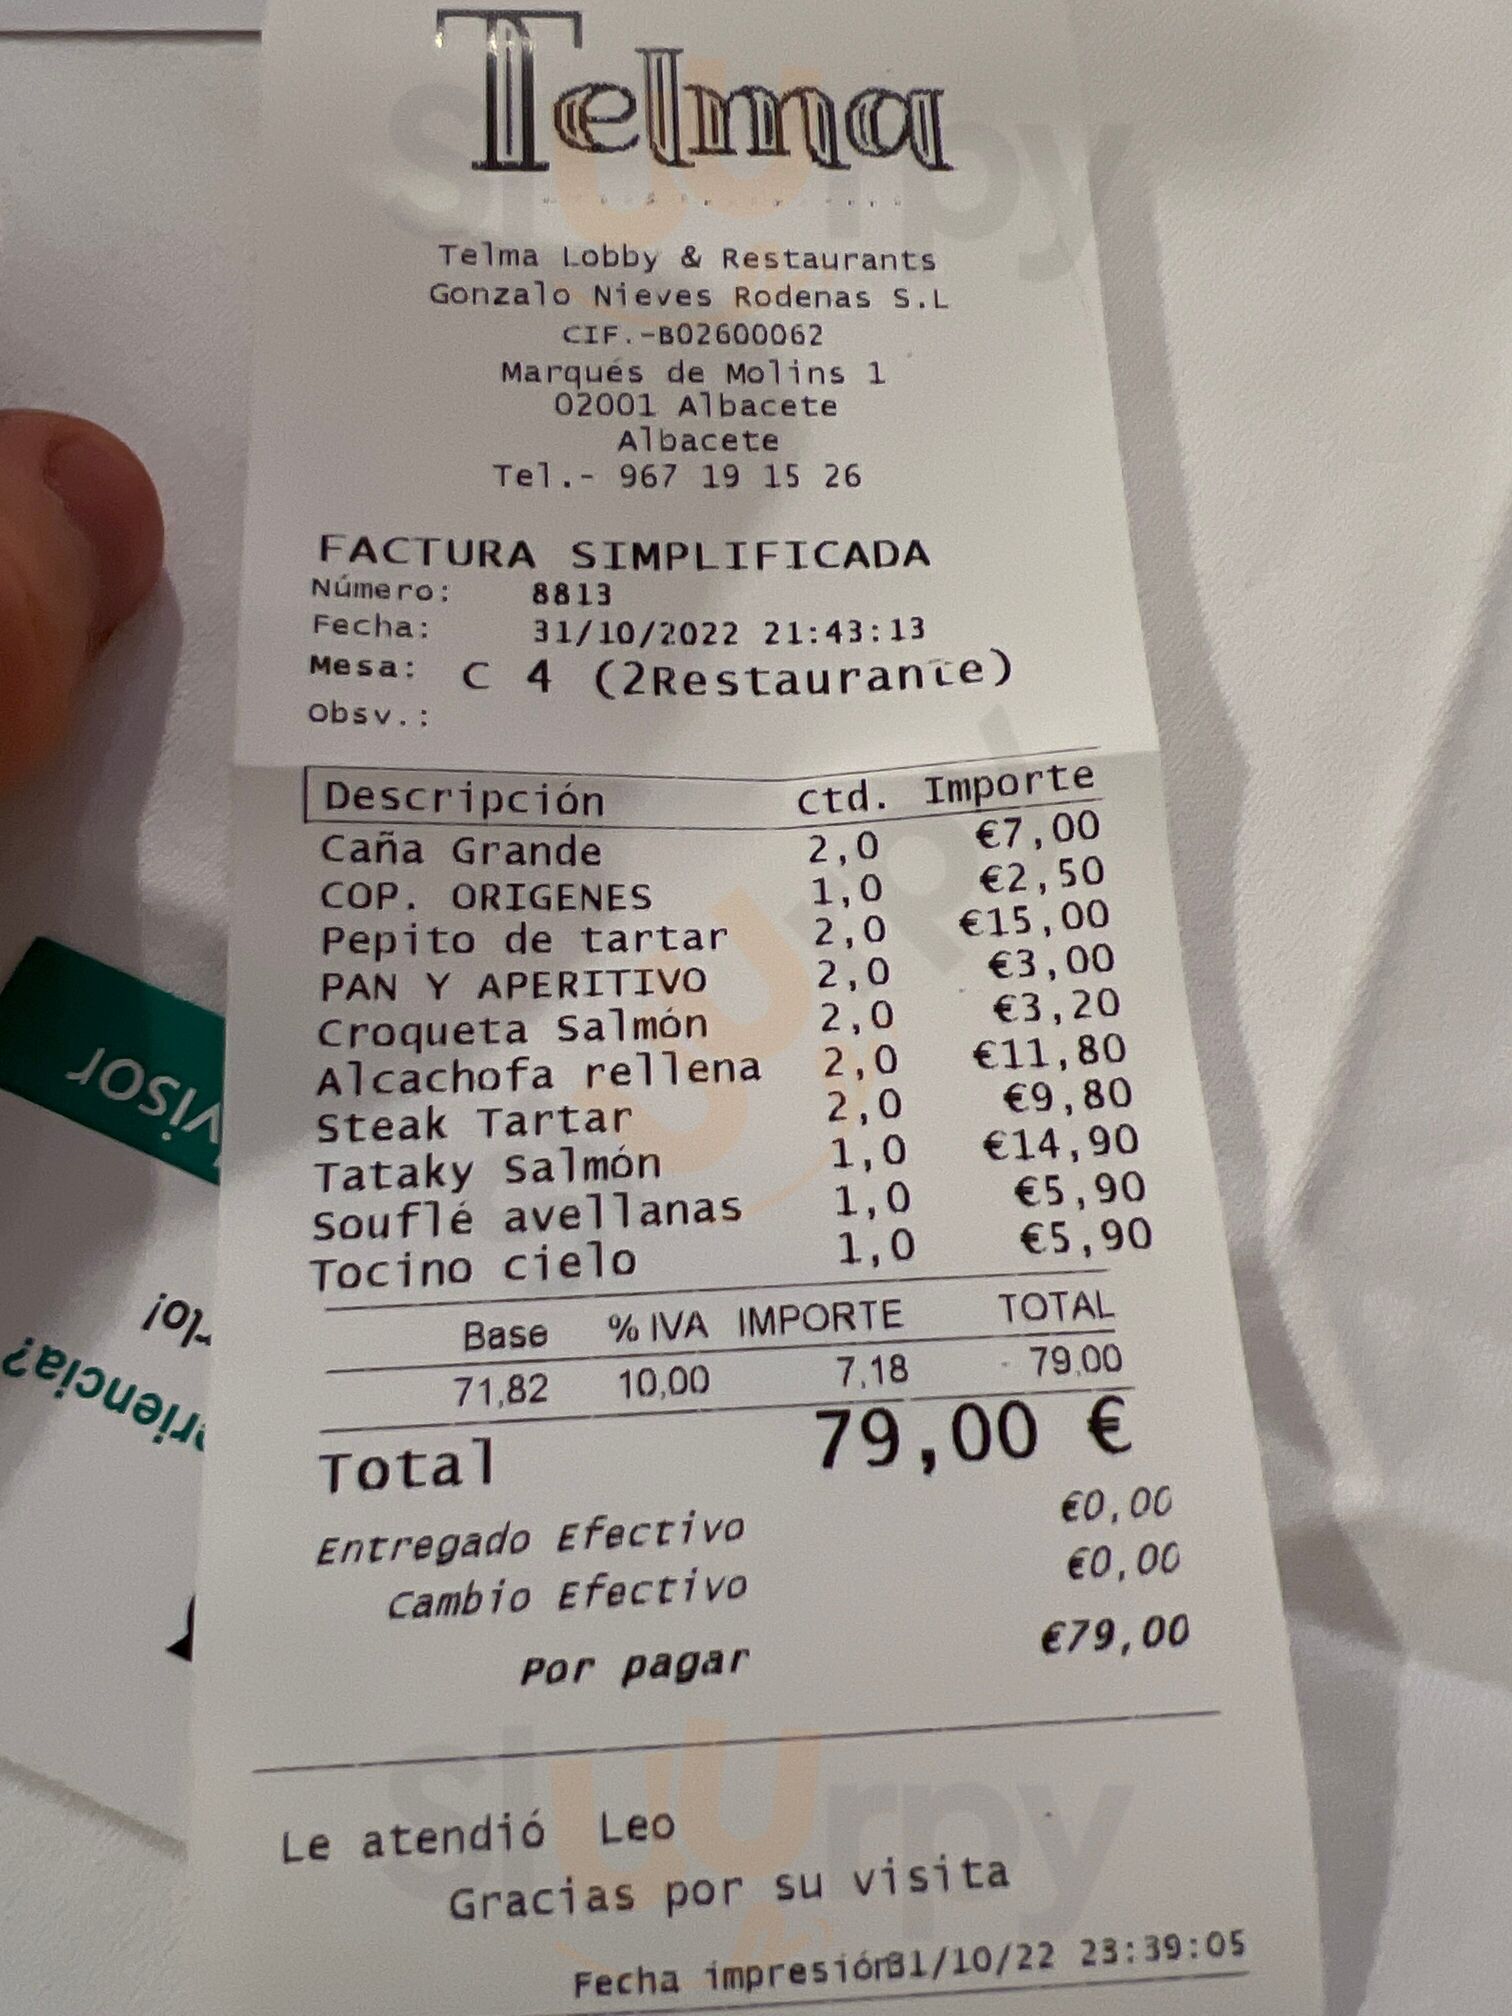 Telma
Telma Lobby & Restaurants
Gonzalo Nieves Rodenas S.L
CIF.-B02600062
Marqués de Molins 1
02001 Albacete
Albacete
Tel.- 967 19 15 26
FACTURA SIMPLIFICADA
Número: 8813
Fecha: 31/10/2022 21:43:13
Mesa: C 4 (2Restaurante)
Obsv.:
Descripción Ctd. Importe
Caña Grande 2,0 €7,00
COP. ORIGENES 1,0 €2,50
Pepito de tartar 2,0 €15,00
PAN Y APERITIVO 2,0 €3,00
Croqueta Salmón 2,0 €3,20
Alcachofa rellena 2,0 €11,80
Steak Tartar 2,0 €9,80
Tataky Salmón 1,0 €14,90
Souflé avellanas 1,0 €5,90
Tocino cielo 1,0 €5,90
Base % IVA IMPORTE TOTAL
71,82 10,00 7,18 79,00
Total 79,00 €
Entregado Efectivo €0,00
Cambio Efectivo €0,00
Por pagar €79,00
Le atendió Leo
Gracias por su visita
Fecha impresión31/10/22 23:39:05
visor
rlo!
eriencia?
sluurpy
sluurpy
sluurpy